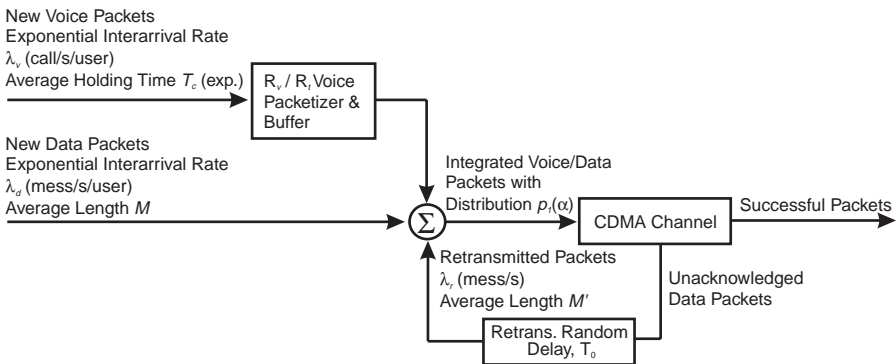 New Voice Packets
Exponential Interarrival Rate
λv (call/s/user)
Average Holding Time Tc (exp.)
Rv / Rt Voice
Packetizer &
Buffer
New Data Packets
Exponential Interarrival Rate
λd (mess/s/user)
Average Length M
Integrated Voice/Data
Packets with
Distribution p1(α)
Σ
CDMA Channel
Successful Packets
Retransmitted Packets
λr (mess/s)
Average Length M'
Unacknowledged
Data Packets
Retrans. Random
Delay, T0